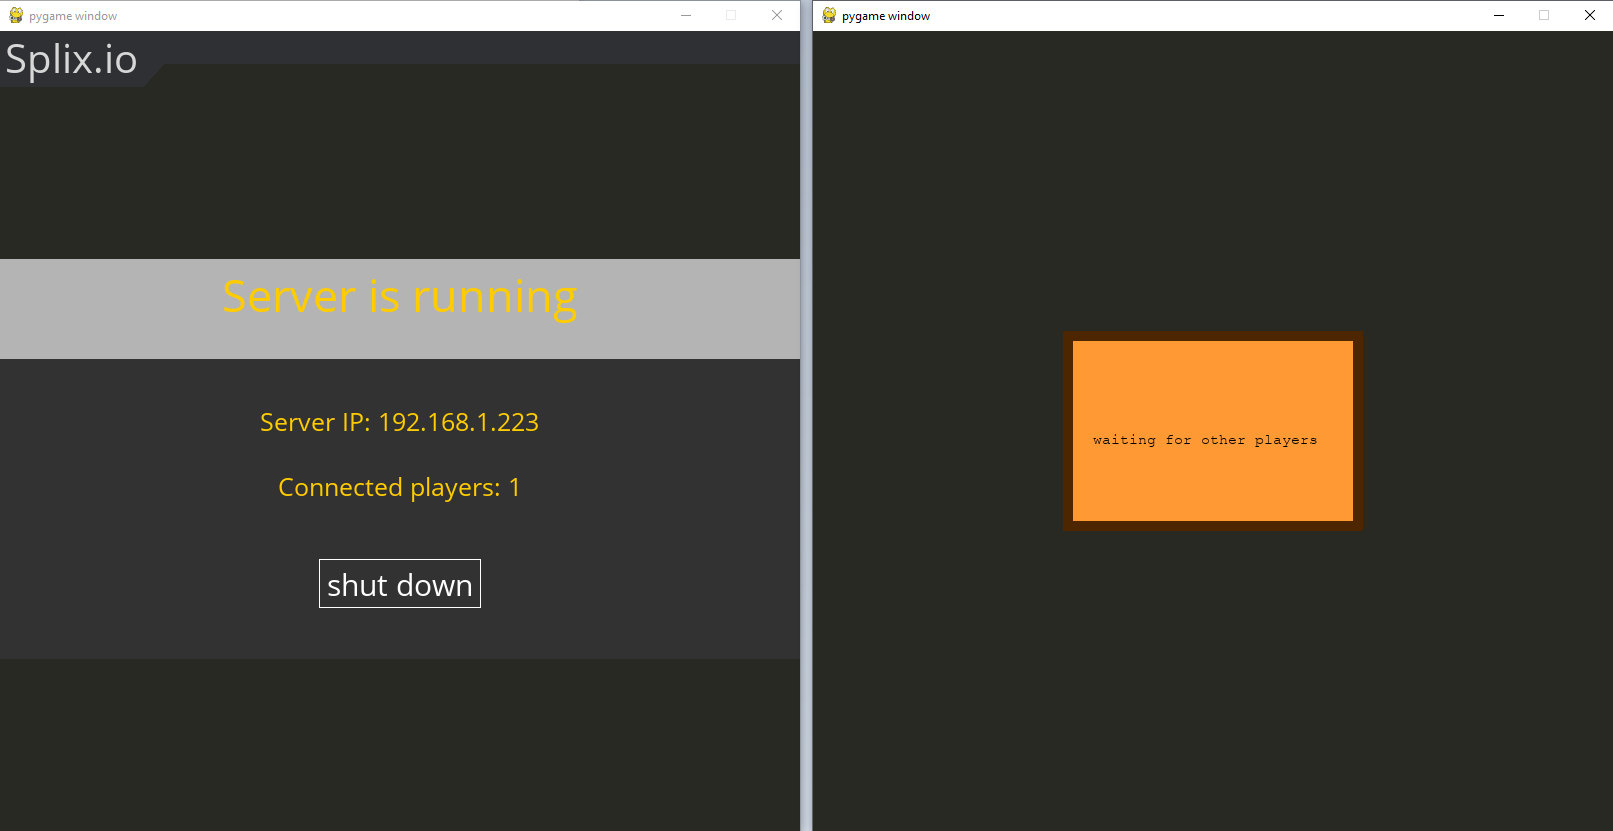 pygame window
Splix.io
Server is running
Server IP: 192.168.1.223
Connected players: 1
shut down
pygame window
waiting for other players